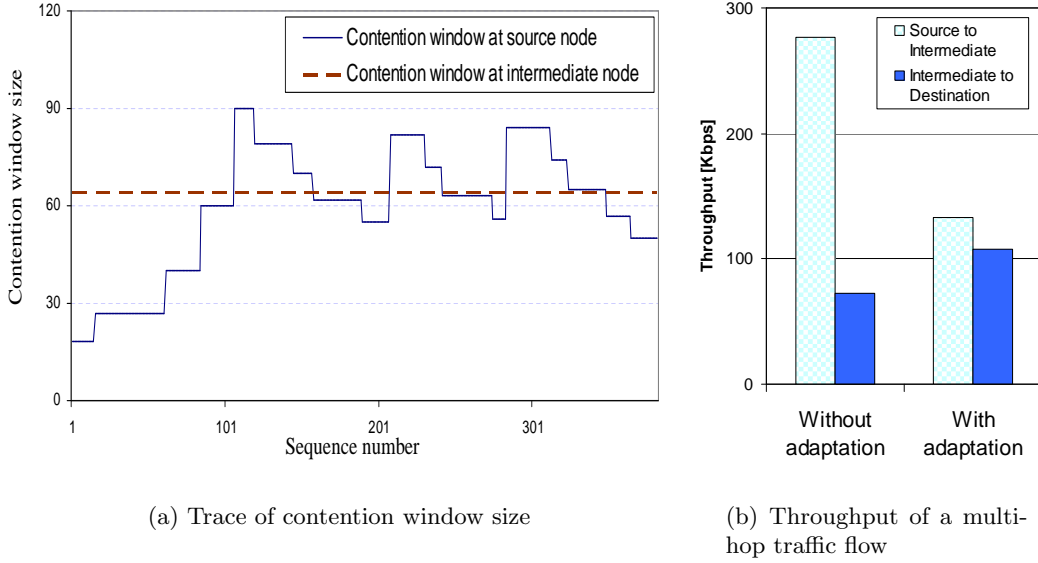 120
90
60
30
0
Contention window size
Contention window at source node
Contention window at intermediate node
1
101
201
301
Sequence number
(a) Trace of contention window size
300
200
100
0
Throughput [Kbps]
Source to
Intermediate
Intermediate to
Destination
Without
adaptation
With
adaptation
(b) Throughput of a multi-
hop traffic flow